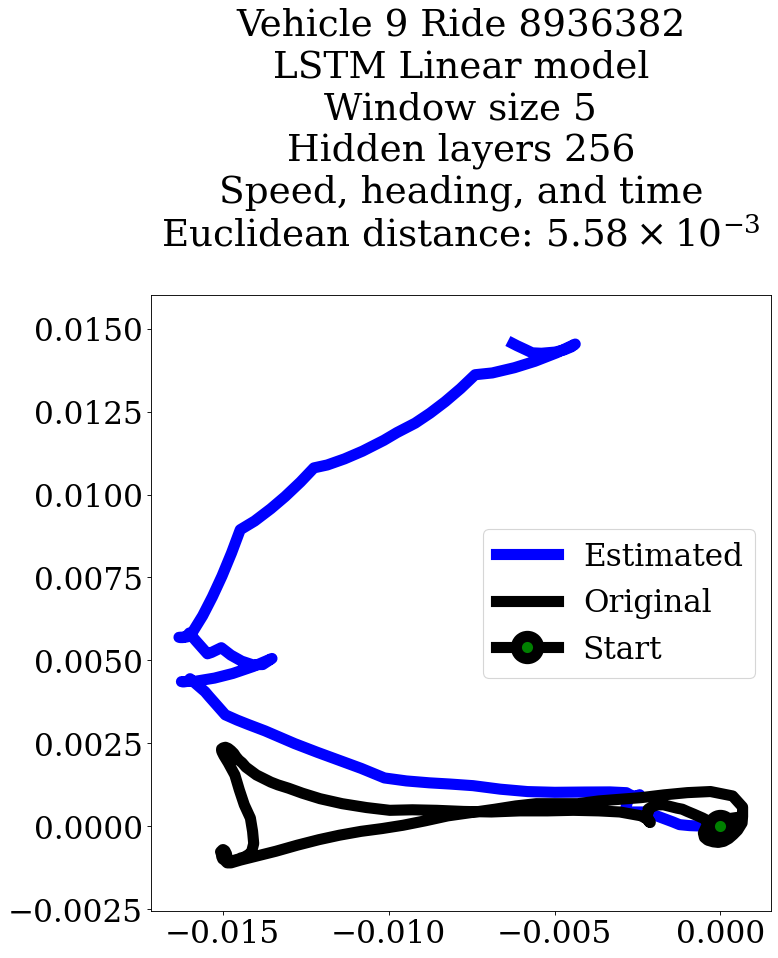 Vehicle 9 Ride 8936382
LSTM Linear model
Window size 5
Hidden layers 256
Speed, heading, and time
Euclidean distance: 5.58 × 10⁻³
0.0150
0.0125
0.0100
0.0075
0.0050
0.0025
0.0000
−0.0025
Estimated
Original
Start
−0.015 −0.010 −0.005 0.000